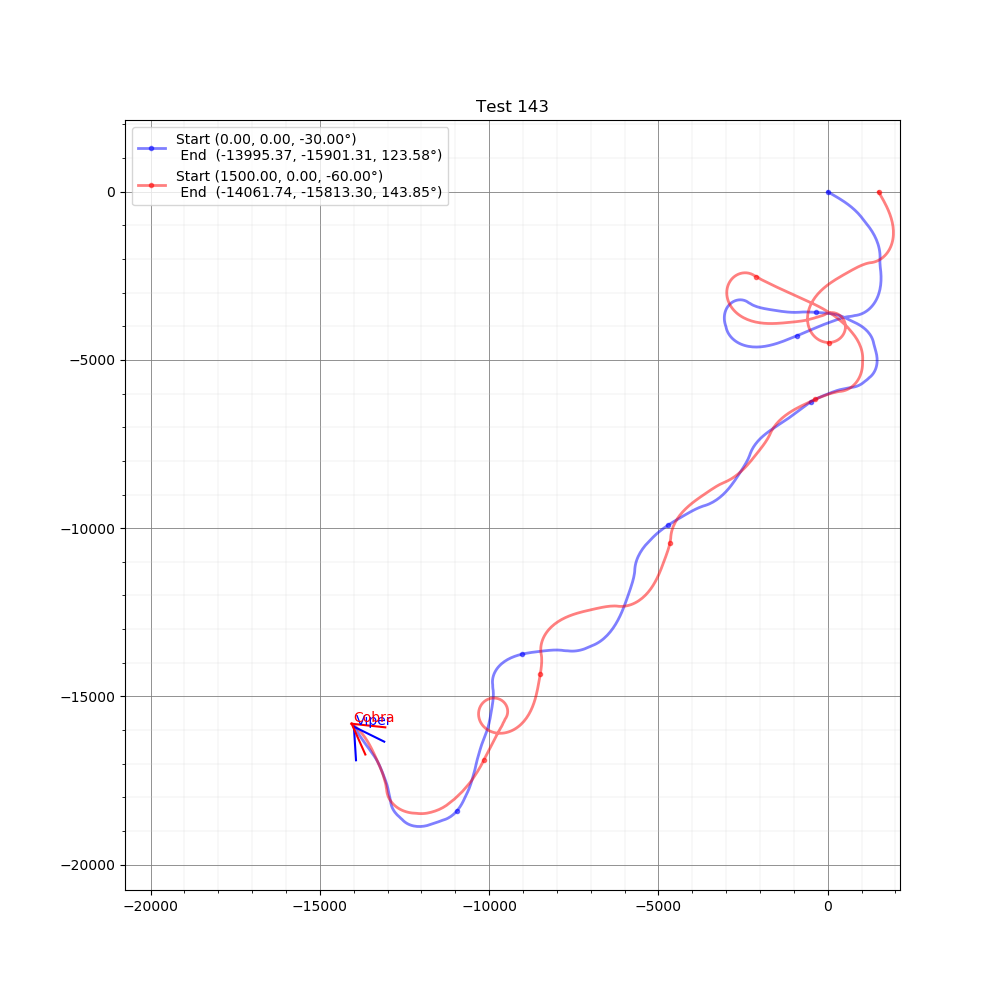 Test 143
Start (0.00, 0.00, -30.00°)
End (-13995.37, -15901.31, 123.58°)
Start (1500.00, 0.00, -60.00°)
End (-14061.74, -15813.30, 143.85°)
0
−5000
−10000
−15000
−20000
Cobra
Viper
−20000
−15000
−10000
−5000
0